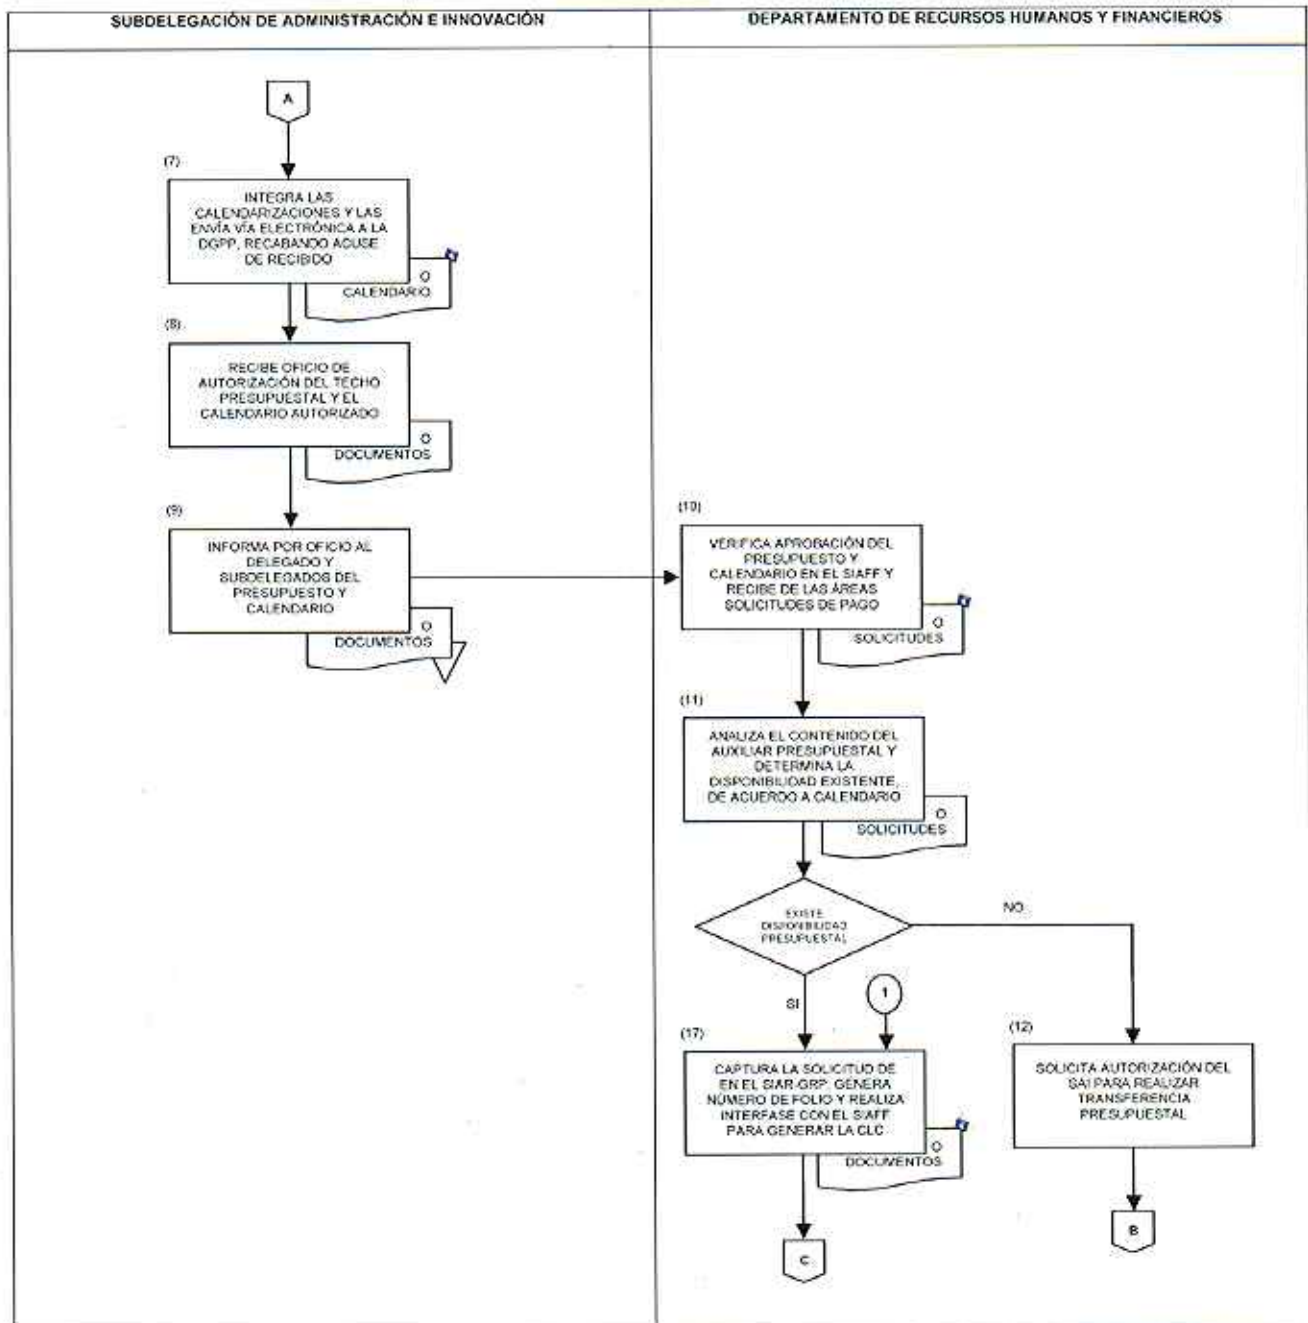 SUBDELEGACIÓN DE ADMINISTRACIÓN E INNOVACIÓN
DEPARTAMENTO DE RECURSOS HUMANOS Y FINANCIEROS
A
(7)
INTEGRA LAS
CALENDARIZACIONES Y LAS
ENVÍA VÍA ELECTRÓNICA A LA
DGPP, RECABANDO ACUSE
DE RECIBIDO
O
CALENDARIO
(8)
RECIBE OFICIO DE
AUTORIZACIÓN DEL TECHO
PRESUPUESTAL Y EL
CALENDARIO AUTORIZADO
O
DOCUMENTOS
(9)
INFORMA POR OFICIO AL
DELEGADO Y
SUBDELEGADOS DEL
PRESUPUESTO Y
CALENDARIO
O
DOCUMENTOS
(10)
VERIFICA APROBACIÓN DEL
PRESUPUESTO Y
CALENDARIO EN EL SIAFF Y
RECIBE DE LAS ÁREAS
SOLICITUDES DE PAGO
O
SOLICITUDES
(11)
ANALIZA EL CONTENIDO DEL
AUXILIAR PRESUPUESTAL Y
DETERMINA LA
DISPONIBILIDAD EXISTENTE,
DE ACUERDO A CALENDARIO
O
SOLICITUDES
EXISTE
DISPONIBILIDAD
PRESUPUESTAL
NO
SI
1
(17)
CAPTURA LA SOLICITUD DE
EN EL SIAR-GRP, GENERA
NÚMERO DE FOLIO Y REALIZA
INTERFASE CON EL SIAFF
PARA GENERAR LA CLC
O
DOCUMENTOS
(12)
SOLICITA AUTORIZACIÓN DEL
SAI PARA REALIZAR
TRANSFERENCIA
PRESUPUESTAL
B
C